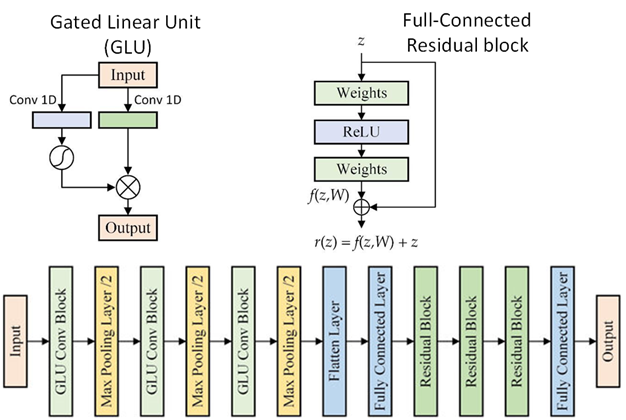 Gated Linear Unit
(GLU)
Input
Conv 1D
Conv 1D
Output
Full-Connected
Residual block
z
Weights
ReLU
Weights
f(z,W)
r(z) = f(z,W) + z
Input
GLU Conv Block
Max Pooling Layer /2
GLU Conv Block
Max Pooling Layer /2
GLU Conv Block
Max Pooling Layer /2
Flatten Layer
Fully Connected Layer
Residual Block
Residual Block
Residual Block
Fully Connected Layer
Output